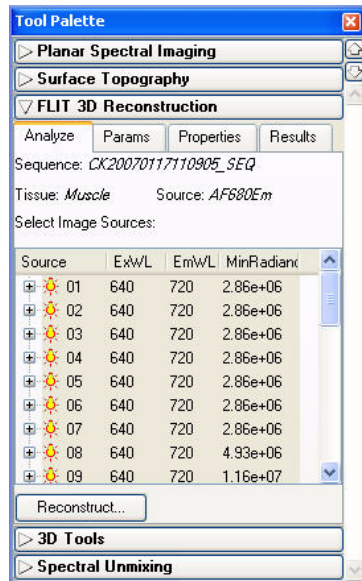 Tool Palette
Planar Spectral Imaging
Surface Topography
FLIT 3D Reconstruction
Analyze Params Properties Results
Sequence: CK20070117110905_SEQ
Tissue: Muscle Source: AF680Em
Select Image Sources:
Source ExWL EmWL MinRadianc
01 640 720 2.86e+06
02 640 720 2.86e+06
03 640 720 2.86e+06
04 640 720 2.86e+06
05 640 720 2.86e+06
06 640 720 2.86e+06
07 640 720 2.86e+06
08 640 720 4.93e+06
09 640 720 1.16e+07
Reconstruct...
3D Tools
Spectral Unmixing